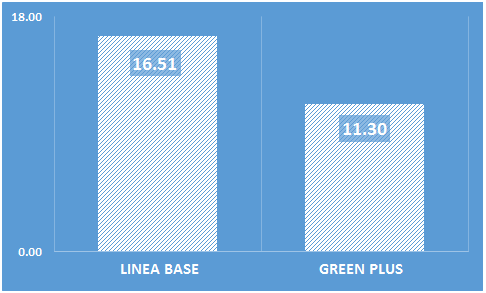 18.00
16.51
11.30
0.00
LINEA BASE
GREEN PLUS